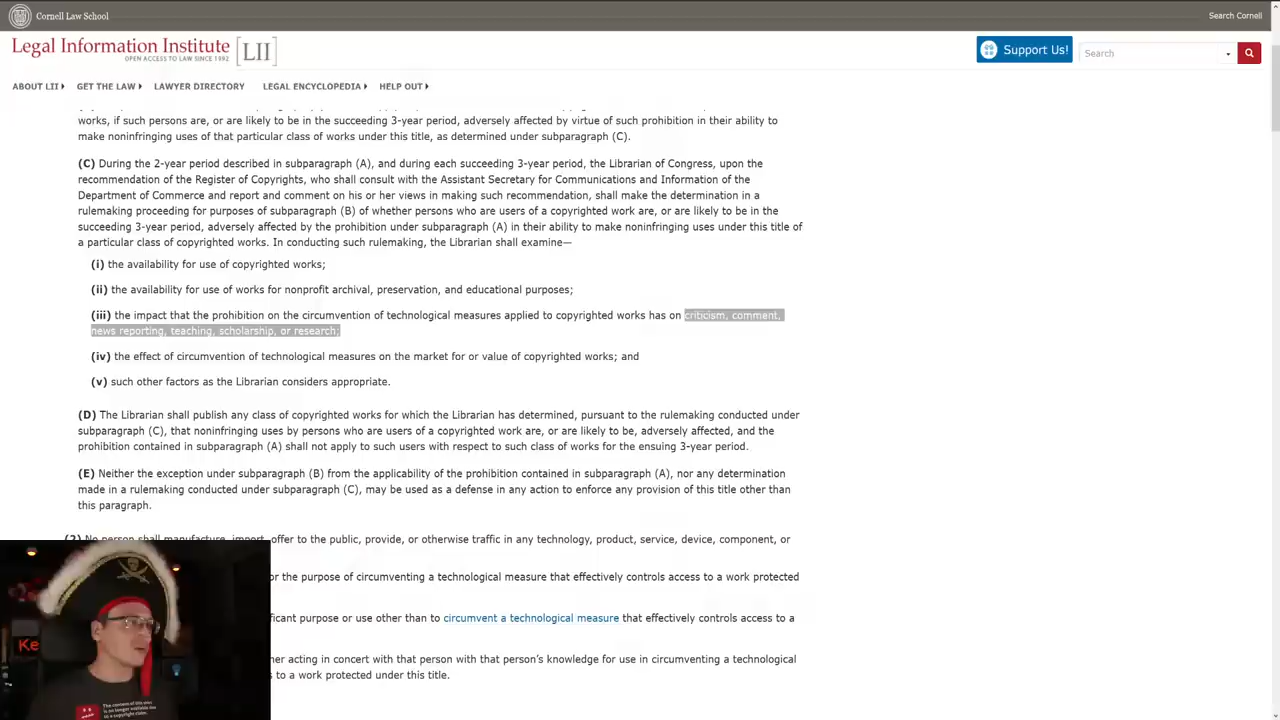 Cornell Law School
Search Cornell
Legal Information Institute LII
OPEN ACCESS TO LAW SINCE 1992
Support Us!
Search
ABOUT LII
GET THE LAW
LAWYER DIRECTORY
LEGAL ENCYCLOPEDIA
HELP OUT
works, if such persons are, or are likely to be in the succeeding 3-year period, adversely affected by virtue of such prohibition in their ability to
make noninfringing uses of that particular class of works under this title, as determined under subparagraph (C).
(C) During the 2-year period described in subparagraph (A), and during each succeeding 3-year period, the Librarian of Congress, upon the
recommendation of the Register of Copyrights, who shall consult with the Assistant Secretary for Communications and Information of the
Department of Commerce and report and comment on his or her views in making such recommendation, shall make the determination in a
rulemaking proceeding for purposes of subparagraph (B) of whether persons who are users of a copyrighted work are, or are likely to be in the
succeeding 3-year period, adversely affected by the prohibition under subparagraph (A) in their ability to make noninfringing uses under this title of
a particular class of copyrighted works. In conducting such rulemaking, the Librarian shall examine—
(i) the availability for use of copyrighted works;
(ii) the availability for use of works for nonprofit archival, preservation, and educational purposes;
(iii) the impact that the prohibition on the circumvention of technological measures applied to copyrighted works has on criticism, comment,
news reporting, teaching, scholarship, or research;
(iv) the effect of circumvention of technological measures on the market for or value of copyrighted works; and
(v) such other factors as the Librarian considers appropriate.
(D) The Librarian shall publish any class of copyrighted works for which the Librarian has determined, pursuant to the rulemaking conducted under
subparagraph (C), that noninfringing uses by persons who are users of a copyrighted work are, or are likely to be, adversely affected, and the
prohibition contained in subparagraph (A) shall not apply to such users with respect to such class of works for the ensuing 3-year period.
(E) Neither the exception under subparagraph (B) from the applicability of the prohibition contained in subparagraph (A), nor any determination
made in a rulemaking conducted under subparagraph (C), may be used as a defense in any action to enforce any provision of this title other than
this paragraph.
(2) No person shall manufacture, import, offer to the public, provide, or otherwise traffic in any technology, product, service, device, component, or
or the purpose of circumventing a technological measure that effectively controls access to a work protected
ficant purpose or use other than to circumvent a technological measure that effectively controls access to a
Ke
her acting in concert with that person with that person's knowledge for use in circumventing a technological
s to a work protected under this title.